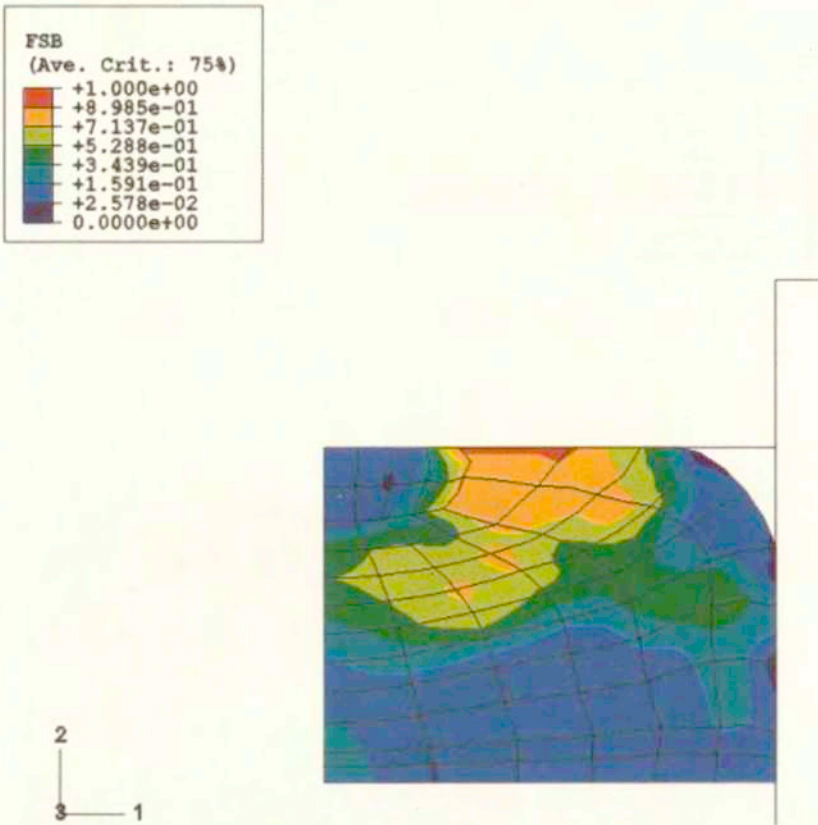 FSB
(Ave. Crit.: 75%)
+1.000e+00
+8.985e-01
+7.137e-01
+5.288e-01
+3.439e-01
+1.591e-01
+2.578e-02
0.0000e+00
2
3 1